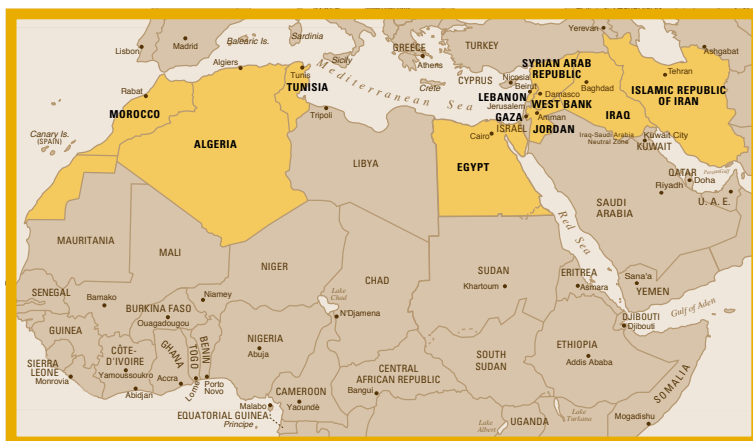 Yerevan
Lisbon
Madrid
Balearic Is.
Sardinia
Sicily
GREECE
Athens
TURKEY
Ashgabat
Algiers
Tunis
TUNISIA
Mediterranean Sea
Crete
CYPRUS
Nicosia
SYRIAN ARAB
REPUBLIC
Tehran
Rabat
MOROCCO
Tripoli
LEBANON
Beirut
Damasco
Baghdad
ISLAMIC REPUBLIC
OF IRAN
Jerusalem
WEST BANK
Amman
IRAQ
GAZA
ISRAEL
JORDAN
Iraq-Saudi Arabia
Neutral Zone
Kuwait City
KUWAIT
Canary Is.
(SPAIN)
ALGERIA
LIBYA
Cairo
EGYPT
QATAR
Doha
Riyadh
U. A. E.
SAUDI
ARABIA
Red Sea
MAURITANIA
MALI
NIGER
CHAD
SUDAN
Khartoum
ERITREA
Asmara
Sana'a
YEMEN
SENEGAL
Bamako
Niamey
Lake
Chad
N'Djamena
BURKINA FASO
Ouagadougou
DJIBOUTI
Djibouti
Gulf of Aden
GUINEA
SIERRA
LEONE
Monrovia
CÔTE-
D'IVOIRE
Yamoussoukro
Abidjan
GHANA
Accra
TOGO
Lomé
BENIN
Porto
Novo
NIGERIA
Abuja
CENTRAL
AFRICAN REPUBLIC
Bangui
SOUTH
SUDAN
ETHIOPIA
Addis Ababa
SOMALIA
Mogadishu
CAMEROON
Yaoundè
Malabo
EQUATORIAL GUINEA
Principe
Lake
Albert
UGANDA
Lake
Turkana